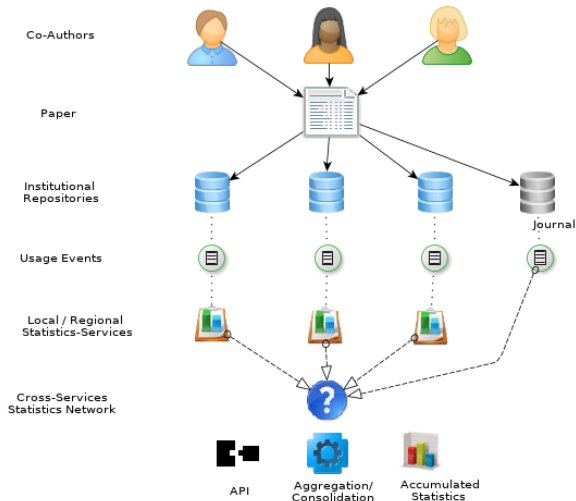 Co-Authors
Paper
Institutional
Repositories
Journal
Usage Events
Local / Regional
Statistics-Services
Cross-Services
Statistics Network
?
API
Aggregation/
Consolidation
Accumulated
Statistics